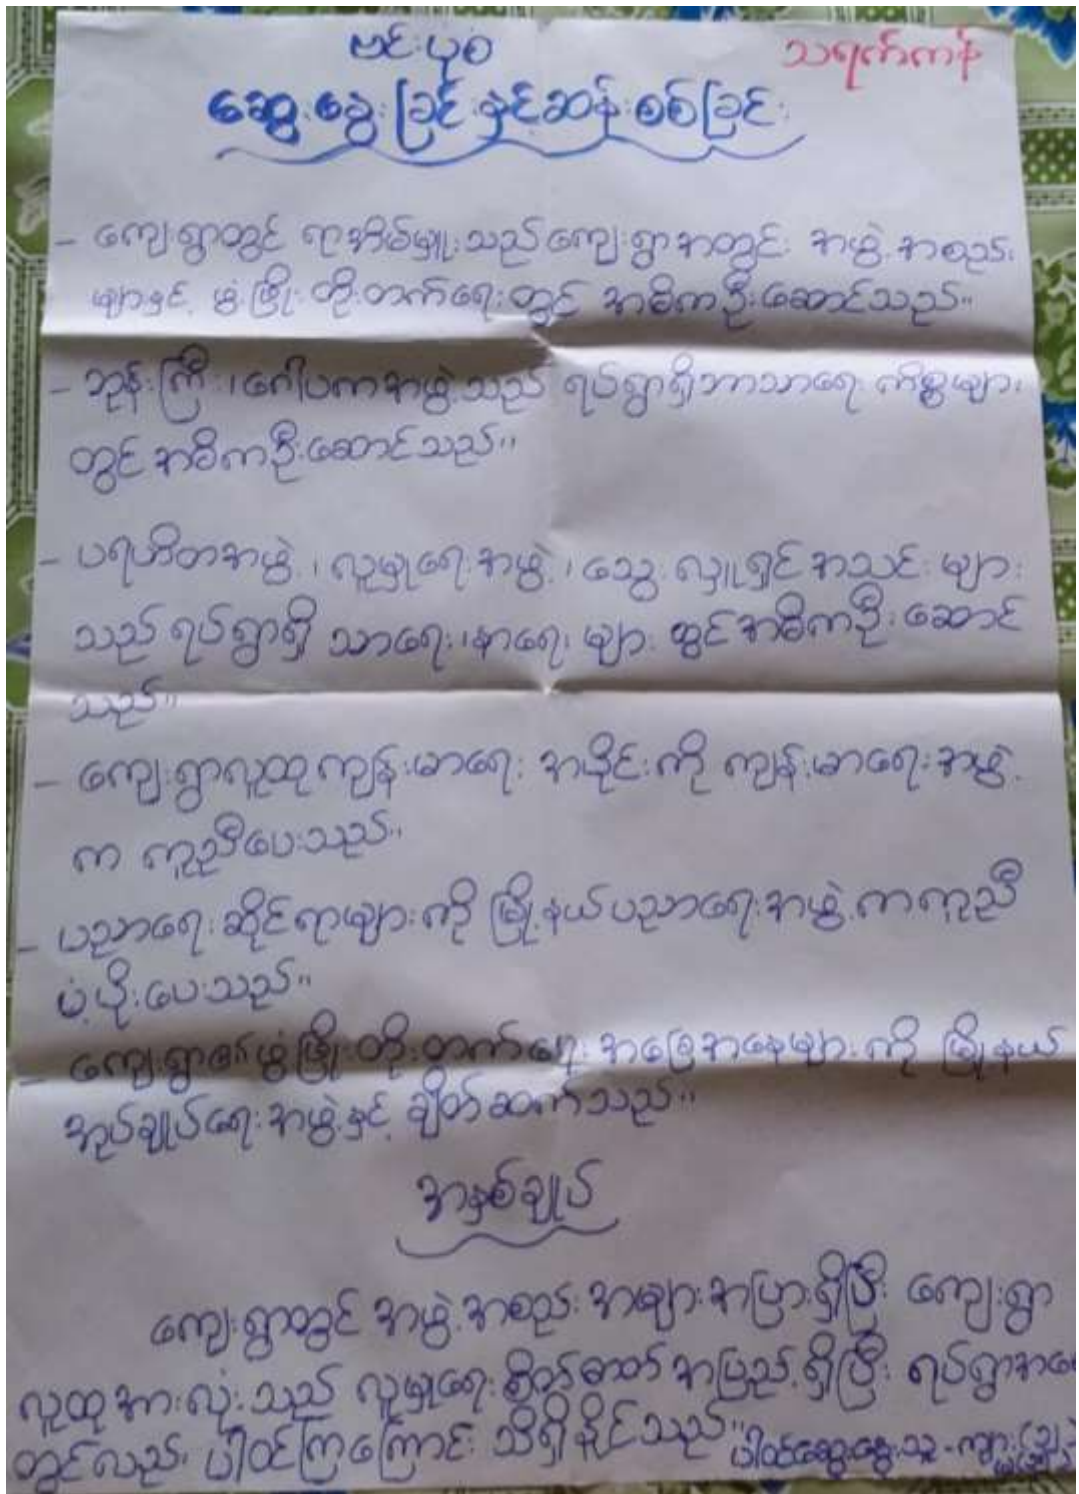 ဗင်းပုံစံ
သရက်ကန်
ဆွေးနွေးခြင်းနှင့်ဆန်းစစ်ခြင်း
- ကျေးရွာတွင် ရာအိမ်မှူးသည် ကျေးရွာအတွင်း အဖွဲ့အစည်း
များနှင့် ဖွံ့ဖြိုးတိုးတက်ရေးတွင် အဓိကဦးဆောင်သည်။
- ဘုန်းကြီး၊ ဂေါပကအဖွဲ့သည် ရပ်ရွာရှိဘာသာရေး ကိစ္စများ
တွင် အဓိကဦးဆောင်သည်။
- ပရဟိတအဖွဲ့၊ လူမှုရေးအဖွဲ့၊ သွေးလှူရှင်အသင်းများ
သည် ရပ်ရွာရှိ သာရေး၊ နာရေးများ တွင် အဓိကဦးဆောင်
သည်။
- ကျေးရွာလူထုကျန်းမာရေး အပိုင်းကို ကျန်းမာရေးအဖွဲ့
က ကူညီပေးသည်။
- ပညာရေးဆိုင်ရာများကို မြို့နယ်ပညာရေးအဖွဲ့ကကူညီ
ပံ့ပိုးပေးသည်။
- ကျေးရွာ၏ဖွံ့ဖြိုးတိုးတက်ရေး အခြေအနေများကို မြို့နယ်
အုပ်ချုပ်ရေးအဖွဲ့နှင့် ချိတ်ဆက်သည်။
အနှစ်ချုပ်
ကျေးရွာတွင် အဖွဲ့အစည်းအများအပြားရှိပြီး ကျေးရွာ
လူထုအားလုံးသည် လူမှုရေးစိတ်ဓာတ် အပြည့်ရှိပြီး
တွင်လည်း ပါဝင်ကြကြောင်း သိရှိနိုင်သည်။
ပါဝင်ဆွေးနွေးသူ - ကျား